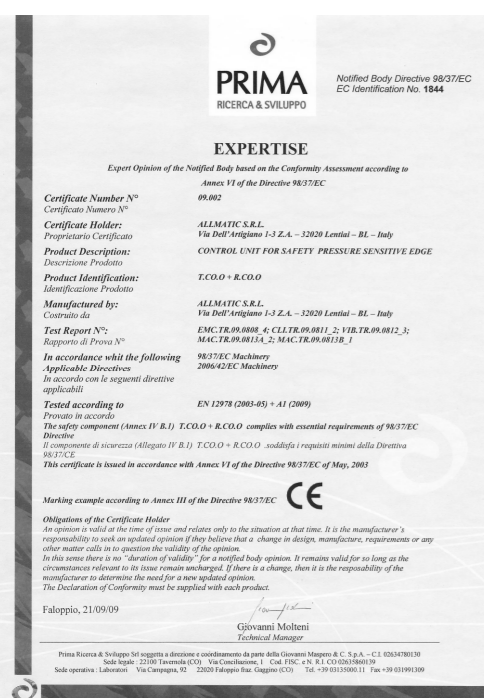 PRIMA
RICERCA & SVILUPPO
Notified Body Directive 98/37/EC
EC Identification No. 1844
EXPERTISE
Expert Opinion of the Notified Body based on the Conformity Assessment according to
Annex VI of the Directive 98/37/EC
Certificate Number N° 09.002
Certificato Numero N°
Certificate Holder: ALLMATIC S.R.L.
Proprietario Certificato Via Dell'Artigiano 1-3 Z.A. – 32020 Lentiai – BL – Italy
Product Description: CONTROL UNIT FOR SAFETY PRESSURE SENSITIVE EDGE
Descrizione Prodotto
Product Identification: T.CO.O + R.CO.O
Identificazione Prodotto
Manufactured by: ALLMATIC S.R.L.
Costruito da Via Dell'Artigiano 1-3 Z.A. – 32020 Lentiai – BL – Italy
Test Report N°: EMC.TR.09.0808_4; CLI.TR.09.0811_2; VIB.TR.09.0812_3;
Rapporto di Prova N° MAC.TR.09.0813A_2; MAC.TR.09.0813B_1
In accordance whit the following 98/37/EC Machinery
Applicable Directives 2006/42/EC Machinery
In accordo con le seguenti direttive
applicabili
Tested according to EN 12978 (2003-05) + A1 (2009)
Provato in accordo
The safety component (Annex IV B.1) T.CO.O + R.CO.O complies with essential requirements of 98/37/EC
Directive
Il componente di sicurezza (Allegato IV B.1) T.CO.O + R.CO.O .soddisfa i requisiti minimi della Direttiva
98/37/CE
This certificate is issued in accordance with Annex VI of the Directive 98/37/EC of May, 2003
Marking example according to Annex III of the Directive 98/37/EC CE
Obligations of the Certificate Holder
An opinion is valid at the time of issue and relates only to the situation at that time. It is the manufacturer's
responsability to seek an updated opinion if they believe that a change in design, manufacture, requirements or any
other matter calls in to question the validity of the opinion.
In this sense there is no "duration of validity" for a notified body opinion. It remains valid for so long as the
circumstances relevant to its issue remain uncharged. If there is a change, then it is the resposability of the
manufacturer to determine the need for a new updated opinion.
The Declaration of Conformity must be supplied with each product.
Faloppio, 21/09/09
Giovanni Molteni
Technical Manager
Prima Ricerca & Sviluppo Srl soggetta a direzione e coordinamento da parte della Giovanni Maspero & C. S.p.A. – C.I. 02634780130
Sede legale : 22100 Tavernola (CO) Via Conciliazione, 1 Cod. FISC. e N. R.I. CO 02635860139
Sede operativa : Laboratori Via Campagna, 92 22020 Faloppio fraz. Gaggino (CO) Tel. +39 03135000.11 Fax +39 031991309